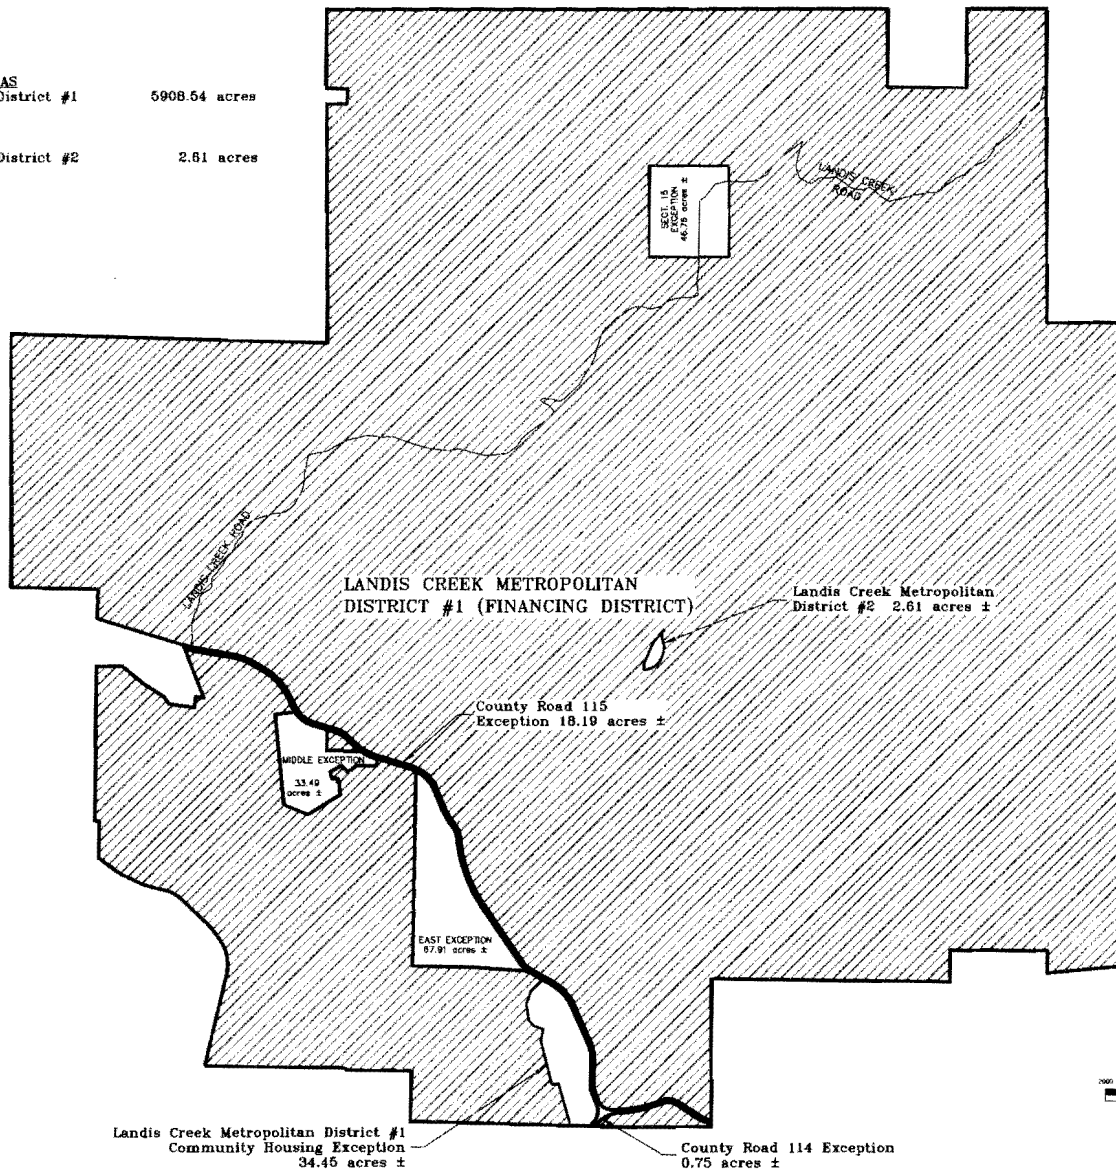 AS
District #1 5908.54 acres
District #2 2.61 acres
SECT. 15
EXCEPTION
46.75 acres ±
LANDIS CREEK
ROAD
LANDIS CREEK ROAD
LANDIS CREEK METROPOLITAN
DISTRICT #1 (FINANCING DISTRICT)
Landis Creek Metropolitan
District #2 2.61 acres ±
County Road 115
Exception 18.19 acres ±
MIDDLE EXCEPTION
33.49
acres ±
EAST EXCEPTION
67.91 acres ±
Landis Creek Metropolitan District #1
Community Housing Exception
34.45 acres ±
County Road 114 Exception
0.75 acres ±